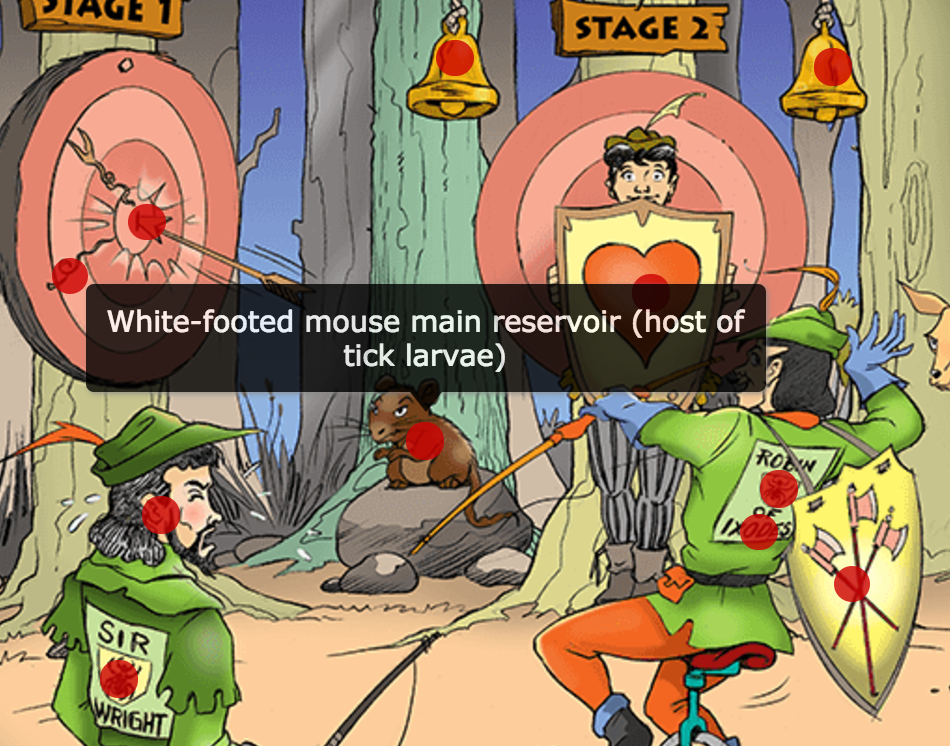 STAGE 1
STAGE 2
White-footed mouse main reservoir (host of
tick larvae)
ROBIN
OF
IXODES
SIR
WRIGHT